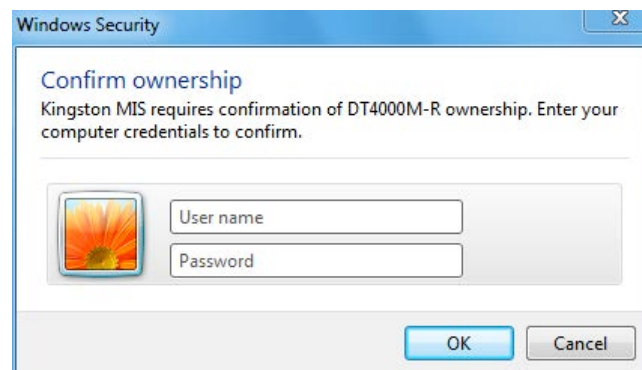 Windows Security
Confirm ownership
Kingston MIS requires confirmation of DT4000M-R ownership. Enter your
computer credentials to confirm.
User name
Password
OK
Cancel